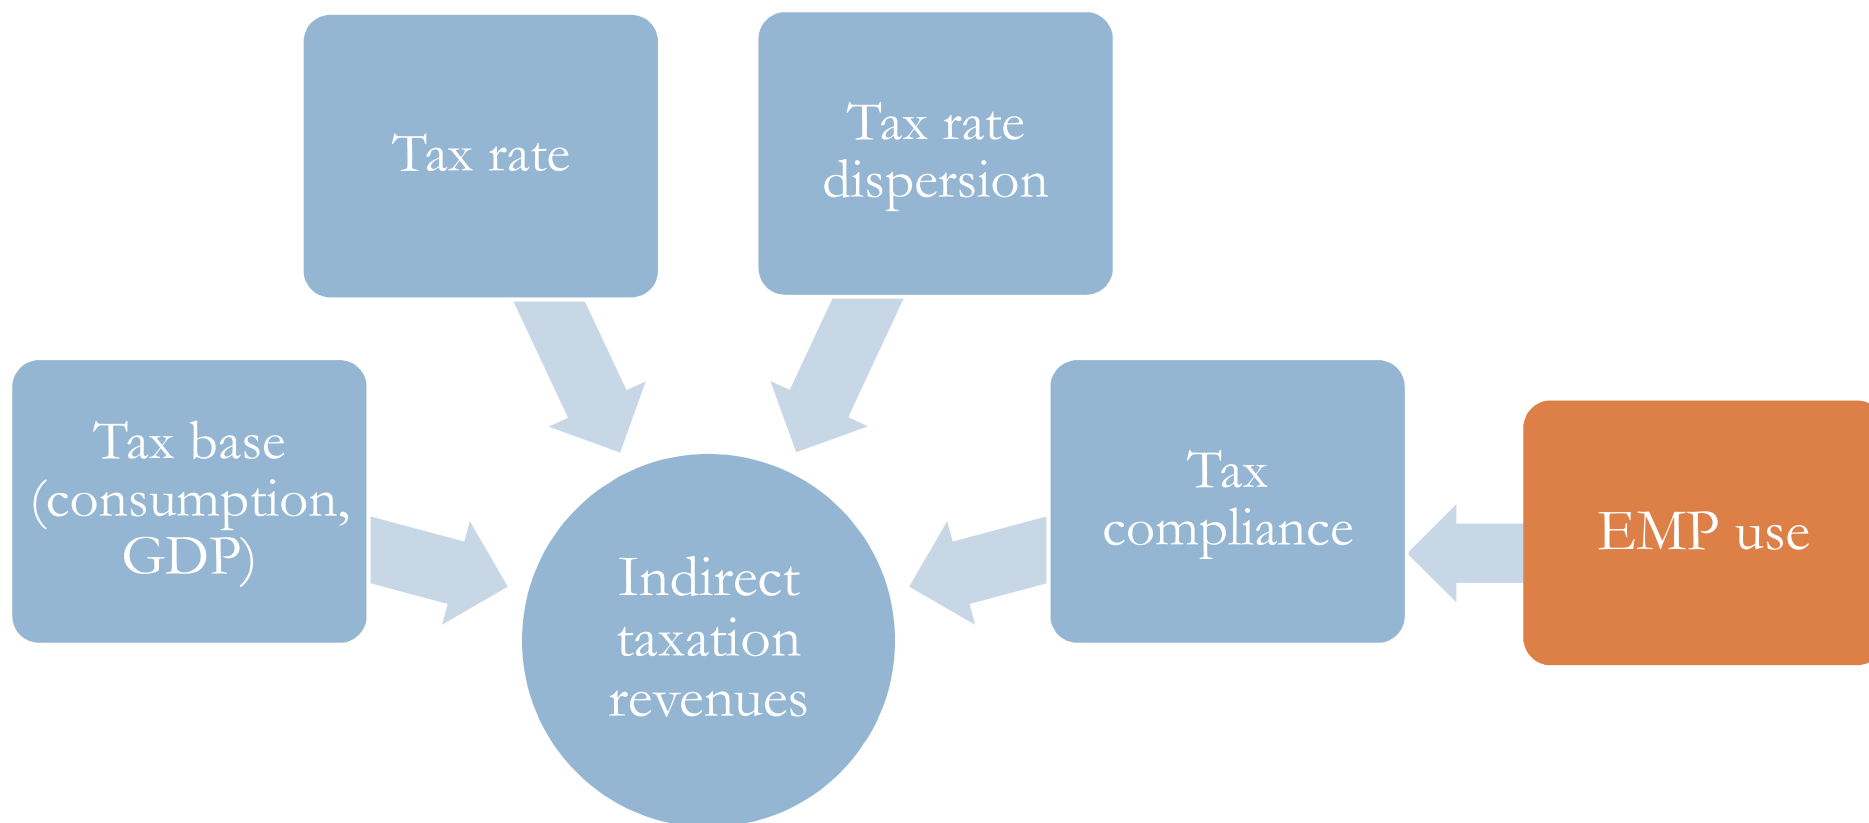 Tax rate
Tax rate
dispersion
Tax base
(consumption,
GDP)
Tax
compliance
EMP use
Indirect
taxation
revenues